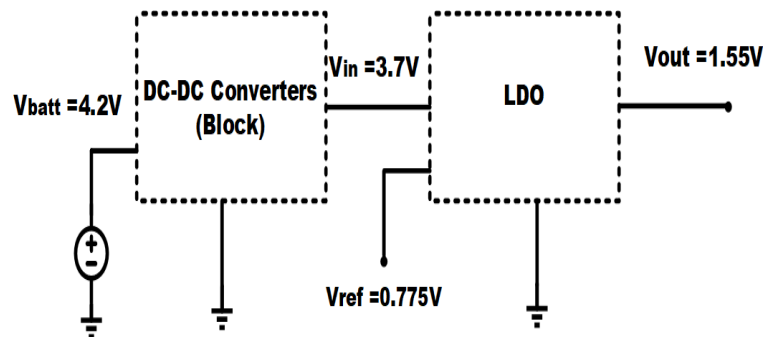 Vbatt =4.2V
DC-DC Converters
(Block)
Vin =3.7V
LDO
Vout =1.55V
+
−
Vref =0.775V